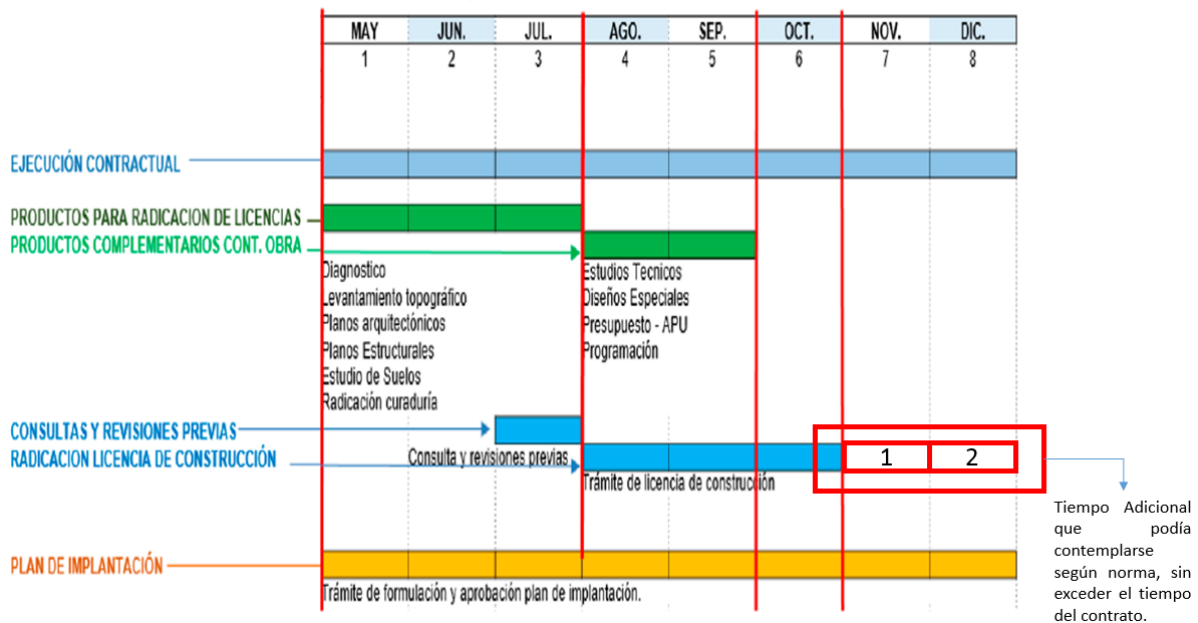 MAY JUN. JUL. AGO. SEP. OCT. NOV. DIC.
1 2 3 4 5 6 7 8
EJECUCIÓN CONTRACTUAL
PRODUCTOS PARA RADICACION DE LICENCIAS
PRODUCTOS COMPLEMENTARIOS CONT. OBRA
Diagnostico
Levantamiento topográfico
Planos arquitectónicos
Planos Estructurales
Estudio de Suelos
Radicación curaduría
Estudios Tecnicos
Diseños Especiales
Presupuesto - APU
Programación
CONSULTAS Y REVISIONES PREVIAS
RADICACION LICENCIA DE CONSTRUCCIÓN
Consulta y revisiones previas
Trámite de licencia de construcción
1 2
Tiempo Adicional
que podía
contemplarse
según norma, sin
exceder el tiempo
del contrato.
PLAN DE IMPLANTACIÓN
Trámite de formulación y aprobación plan de implantación.